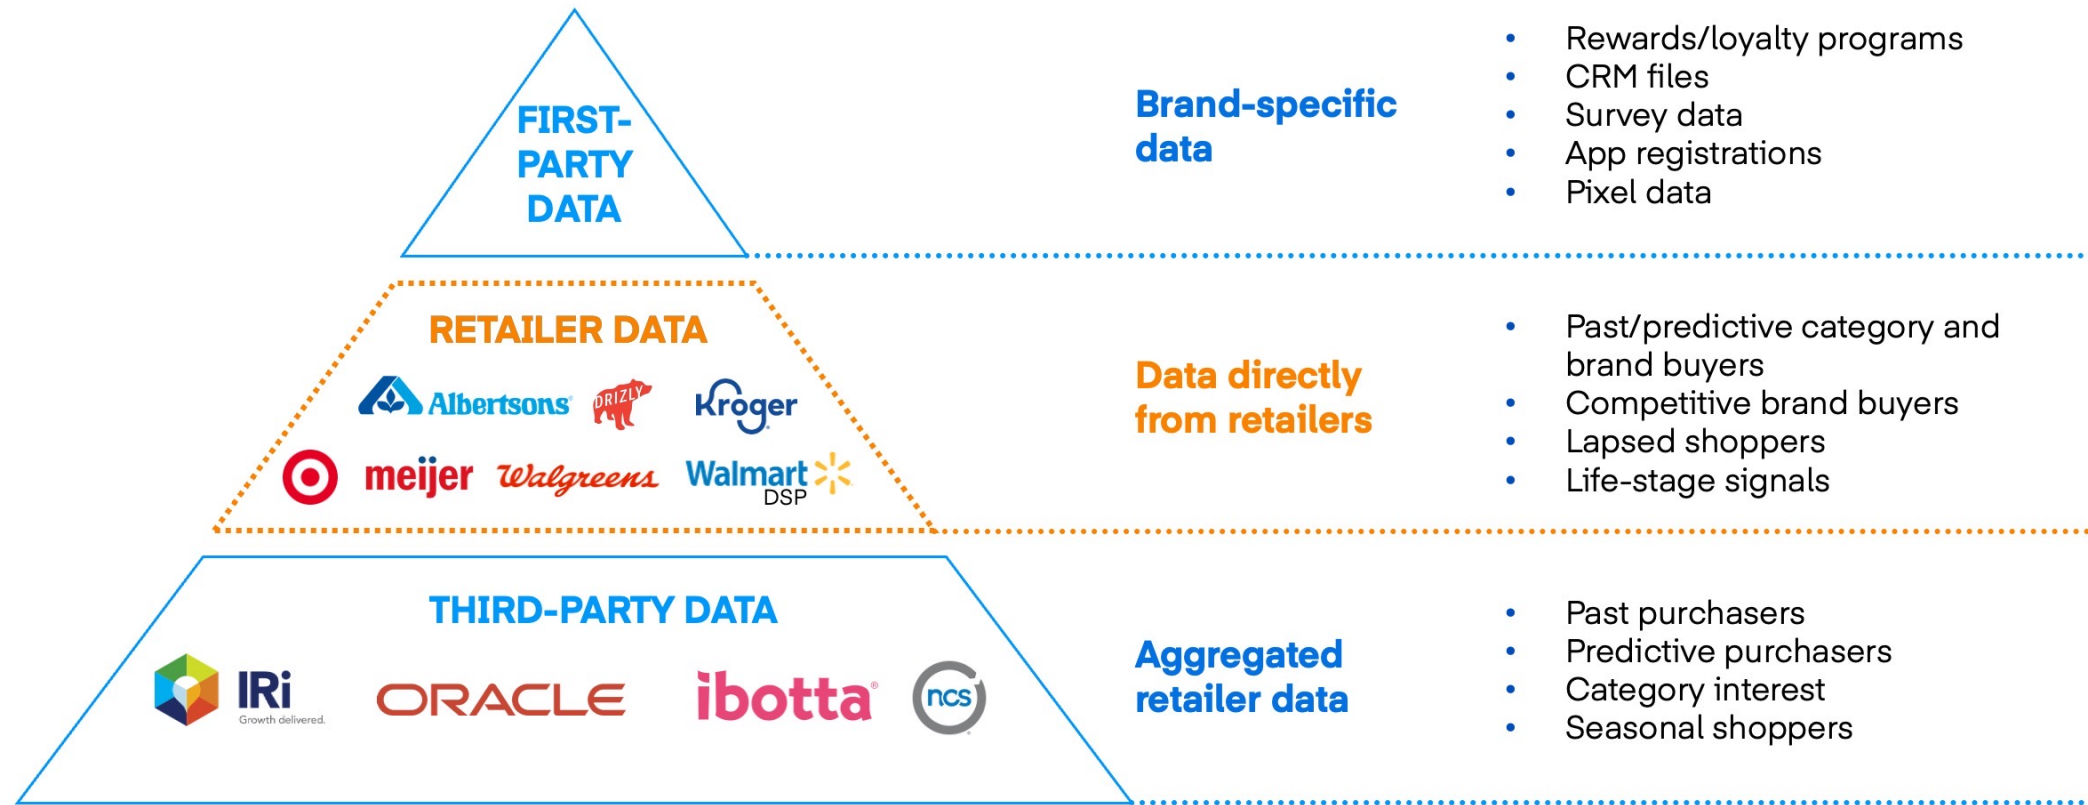 FIRST-
PARTY
DATA
Brand-specific
data
• Rewards/loyalty programs
• CRM files
• Survey data
• App registrations
• Pixel data
RETAILER DATA
Albertsons
DRIZLY
Kroger
meijer
Walgreens
Walmart
DSP
Data directly
from retailers
• Past/predictive category and
brand buyers
• Competitive brand buyers
• Lapsed shoppers
• Life-stage signals
THIRD-PARTY DATA
IRi
Growth delivered.
ORACLE
ibotta®
ncs
Aggregated
retailer data
• Past purchasers
• Predictive purchasers
• Category interest
• Seasonal shoppers